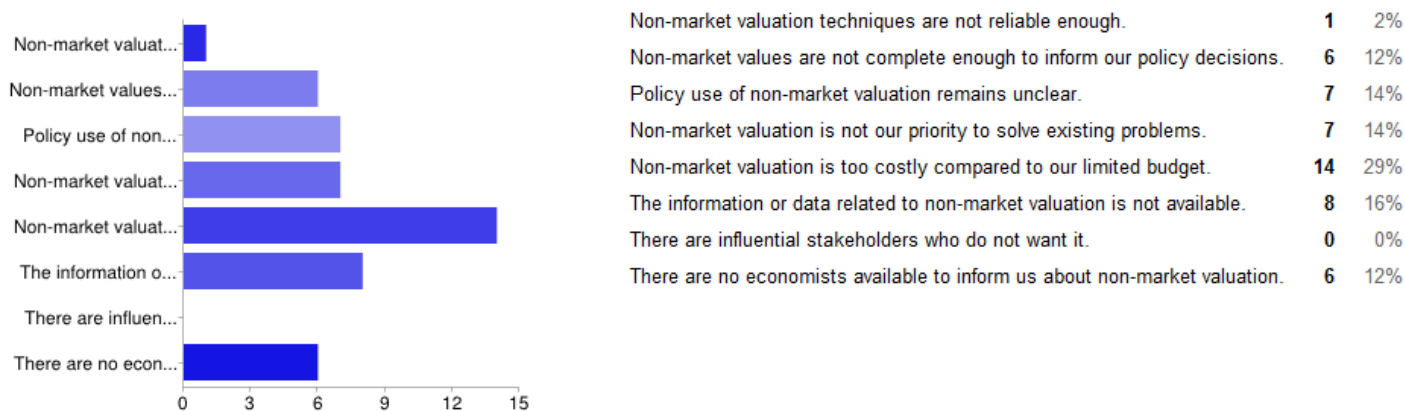 Non-market valuat...
Non-market values...
Policy use of non...
Non-market valuat...
Non-market valuat...
The information o...
There are influen...
There are no econ...
0 3 6 9 12 15
Non-market valuation techniques are not reliable enough. 1 2%
Non-market values are not complete enough to inform our policy decisions. 6 12%
Policy use of non-market valuation remains unclear. 7 14%
Non-market valuation is not our priority to solve existing problems. 7 14%
Non-market valuation is too costly compared to our limited budget. 14 29%
The information or data related to non-market valuation is not available. 8 16%
There are influential stakeholders who do not want it. 0 0%
There are no economists available to inform us about non-market valuation. 6 12%